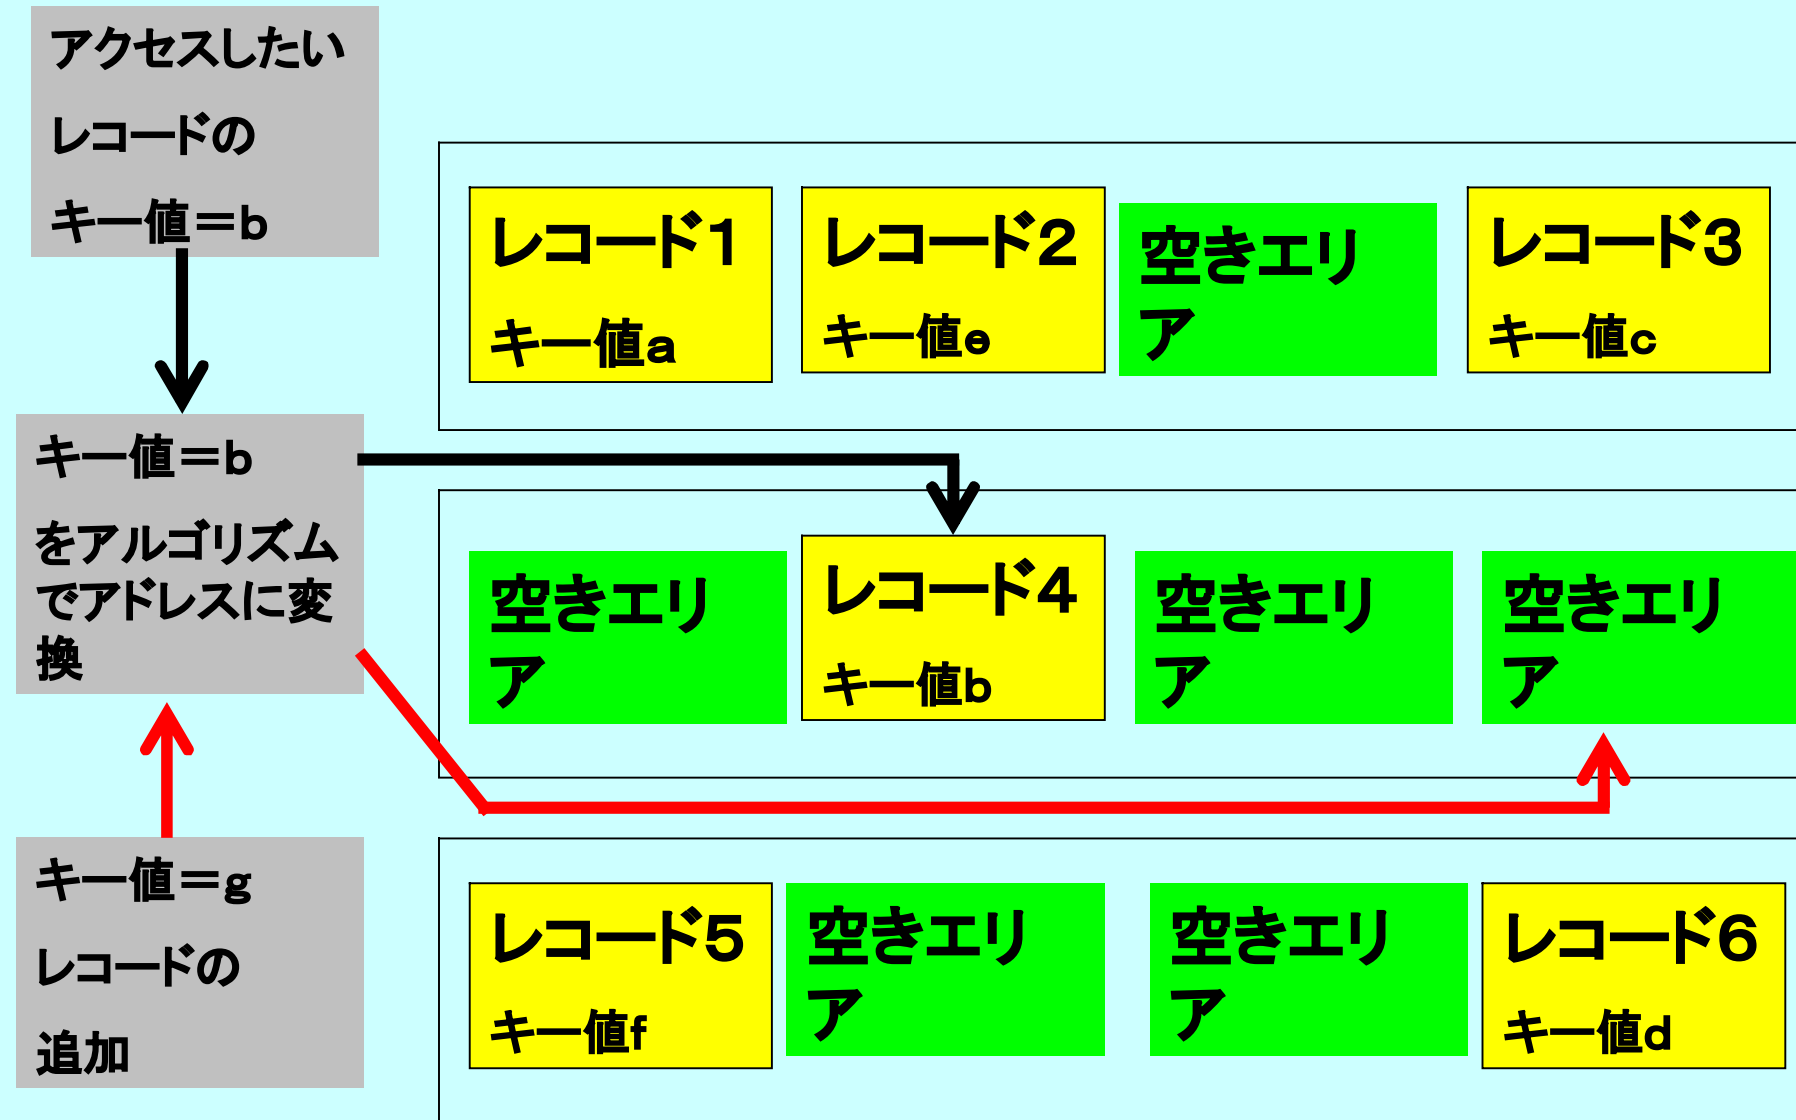 アクセスしたい
レコードの
キー値＝b
レコード1
キー値a
レコード2
キー値e
空きエリ
ア
レコード3
キー値c
キー値＝b
をアルゴリズム
でアドレスに変
換
空きエリ
ア
レコード4
キー値b
空きエリ
ア
空きエリ
ア
キー値＝g
レコードの
追加
レコード5
キー値f
空きエリ
ア
空きエリ
ア
レコード6
キー値d